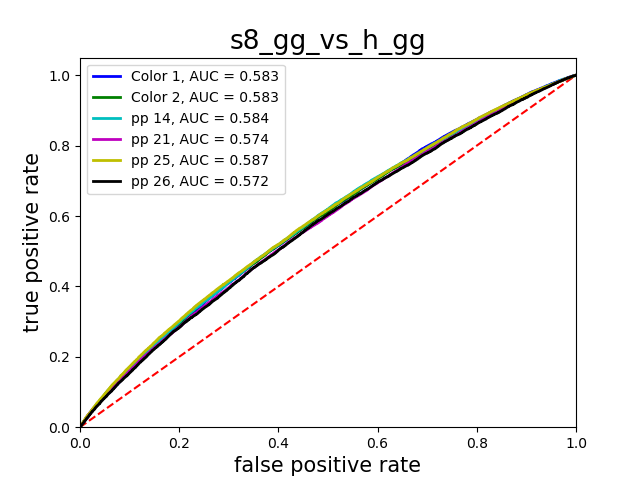 s8_gg_vs_h_gg
1.0
0.8
0.6
0.4
0.2
0.0
true positive rate
Color 1, AUC = 0.583
Color 2, AUC = 0.583
pp 14, AUC = 0.584
pp 21, AUC = 0.574
pp 25, AUC = 0.587
pp 26, AUC = 0.572
0.0 0.2 0.4 0.6 0.8 1.0
false positive rate